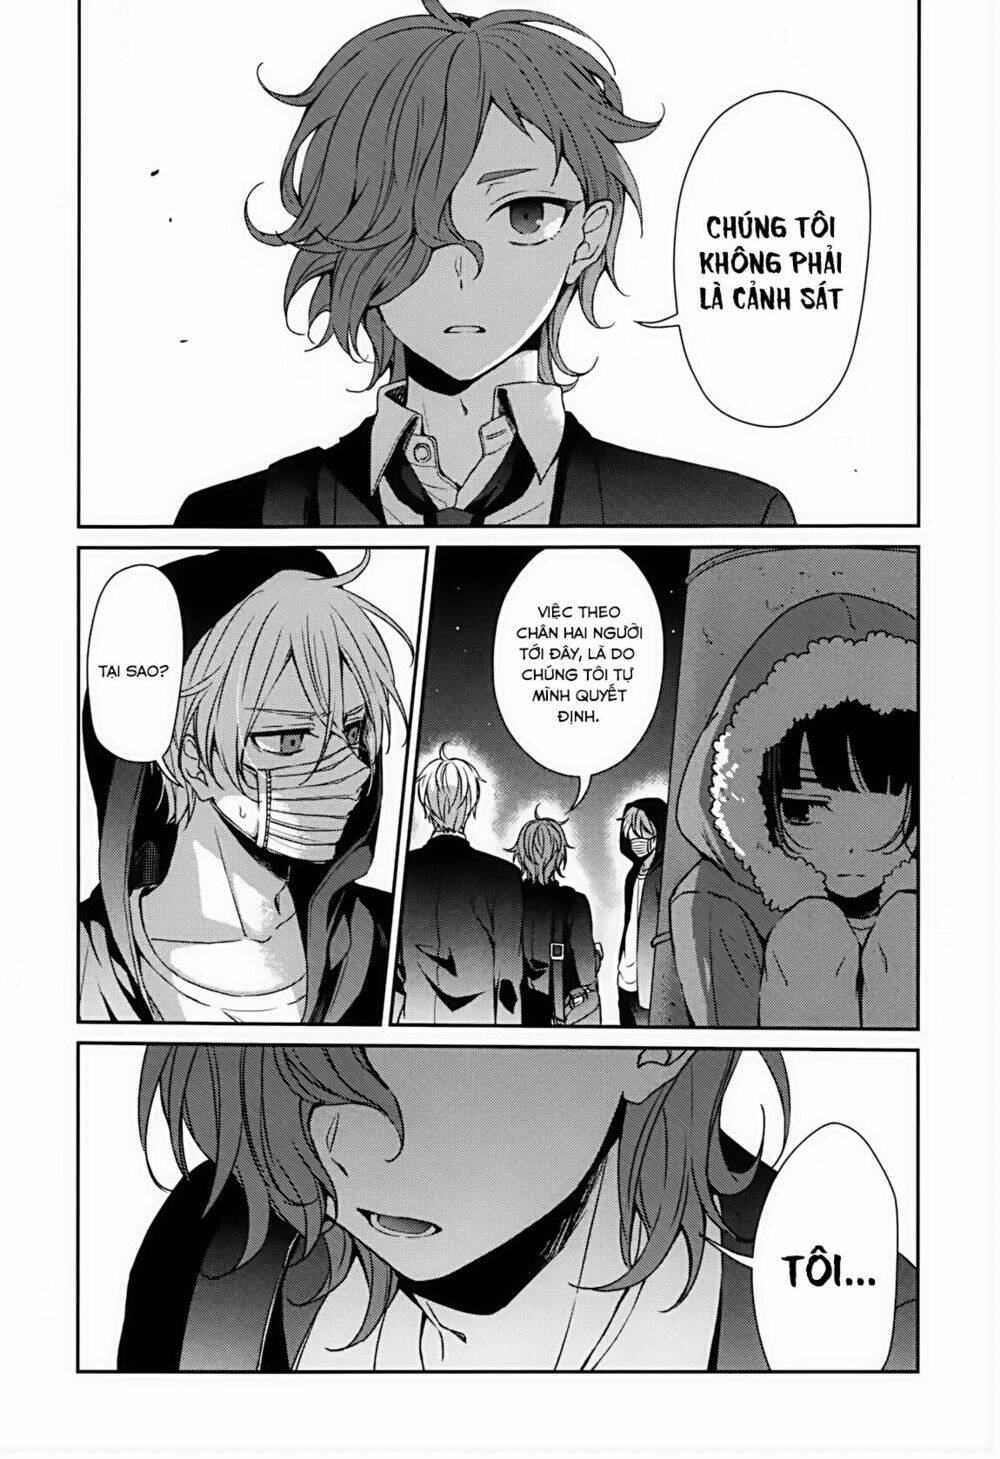 CHÚNG TÔI
KHÔNG PHẢI
LÀ CẢNH SÁT
VIỆC THEO
CHÂN HAI NGƯỜI
TỚI ĐÂY, LÀ DO
CHÚNG TÔI TỰ
MÌNH QUYẾT
ĐỊNH.
TẠI SAO?
TÔI...